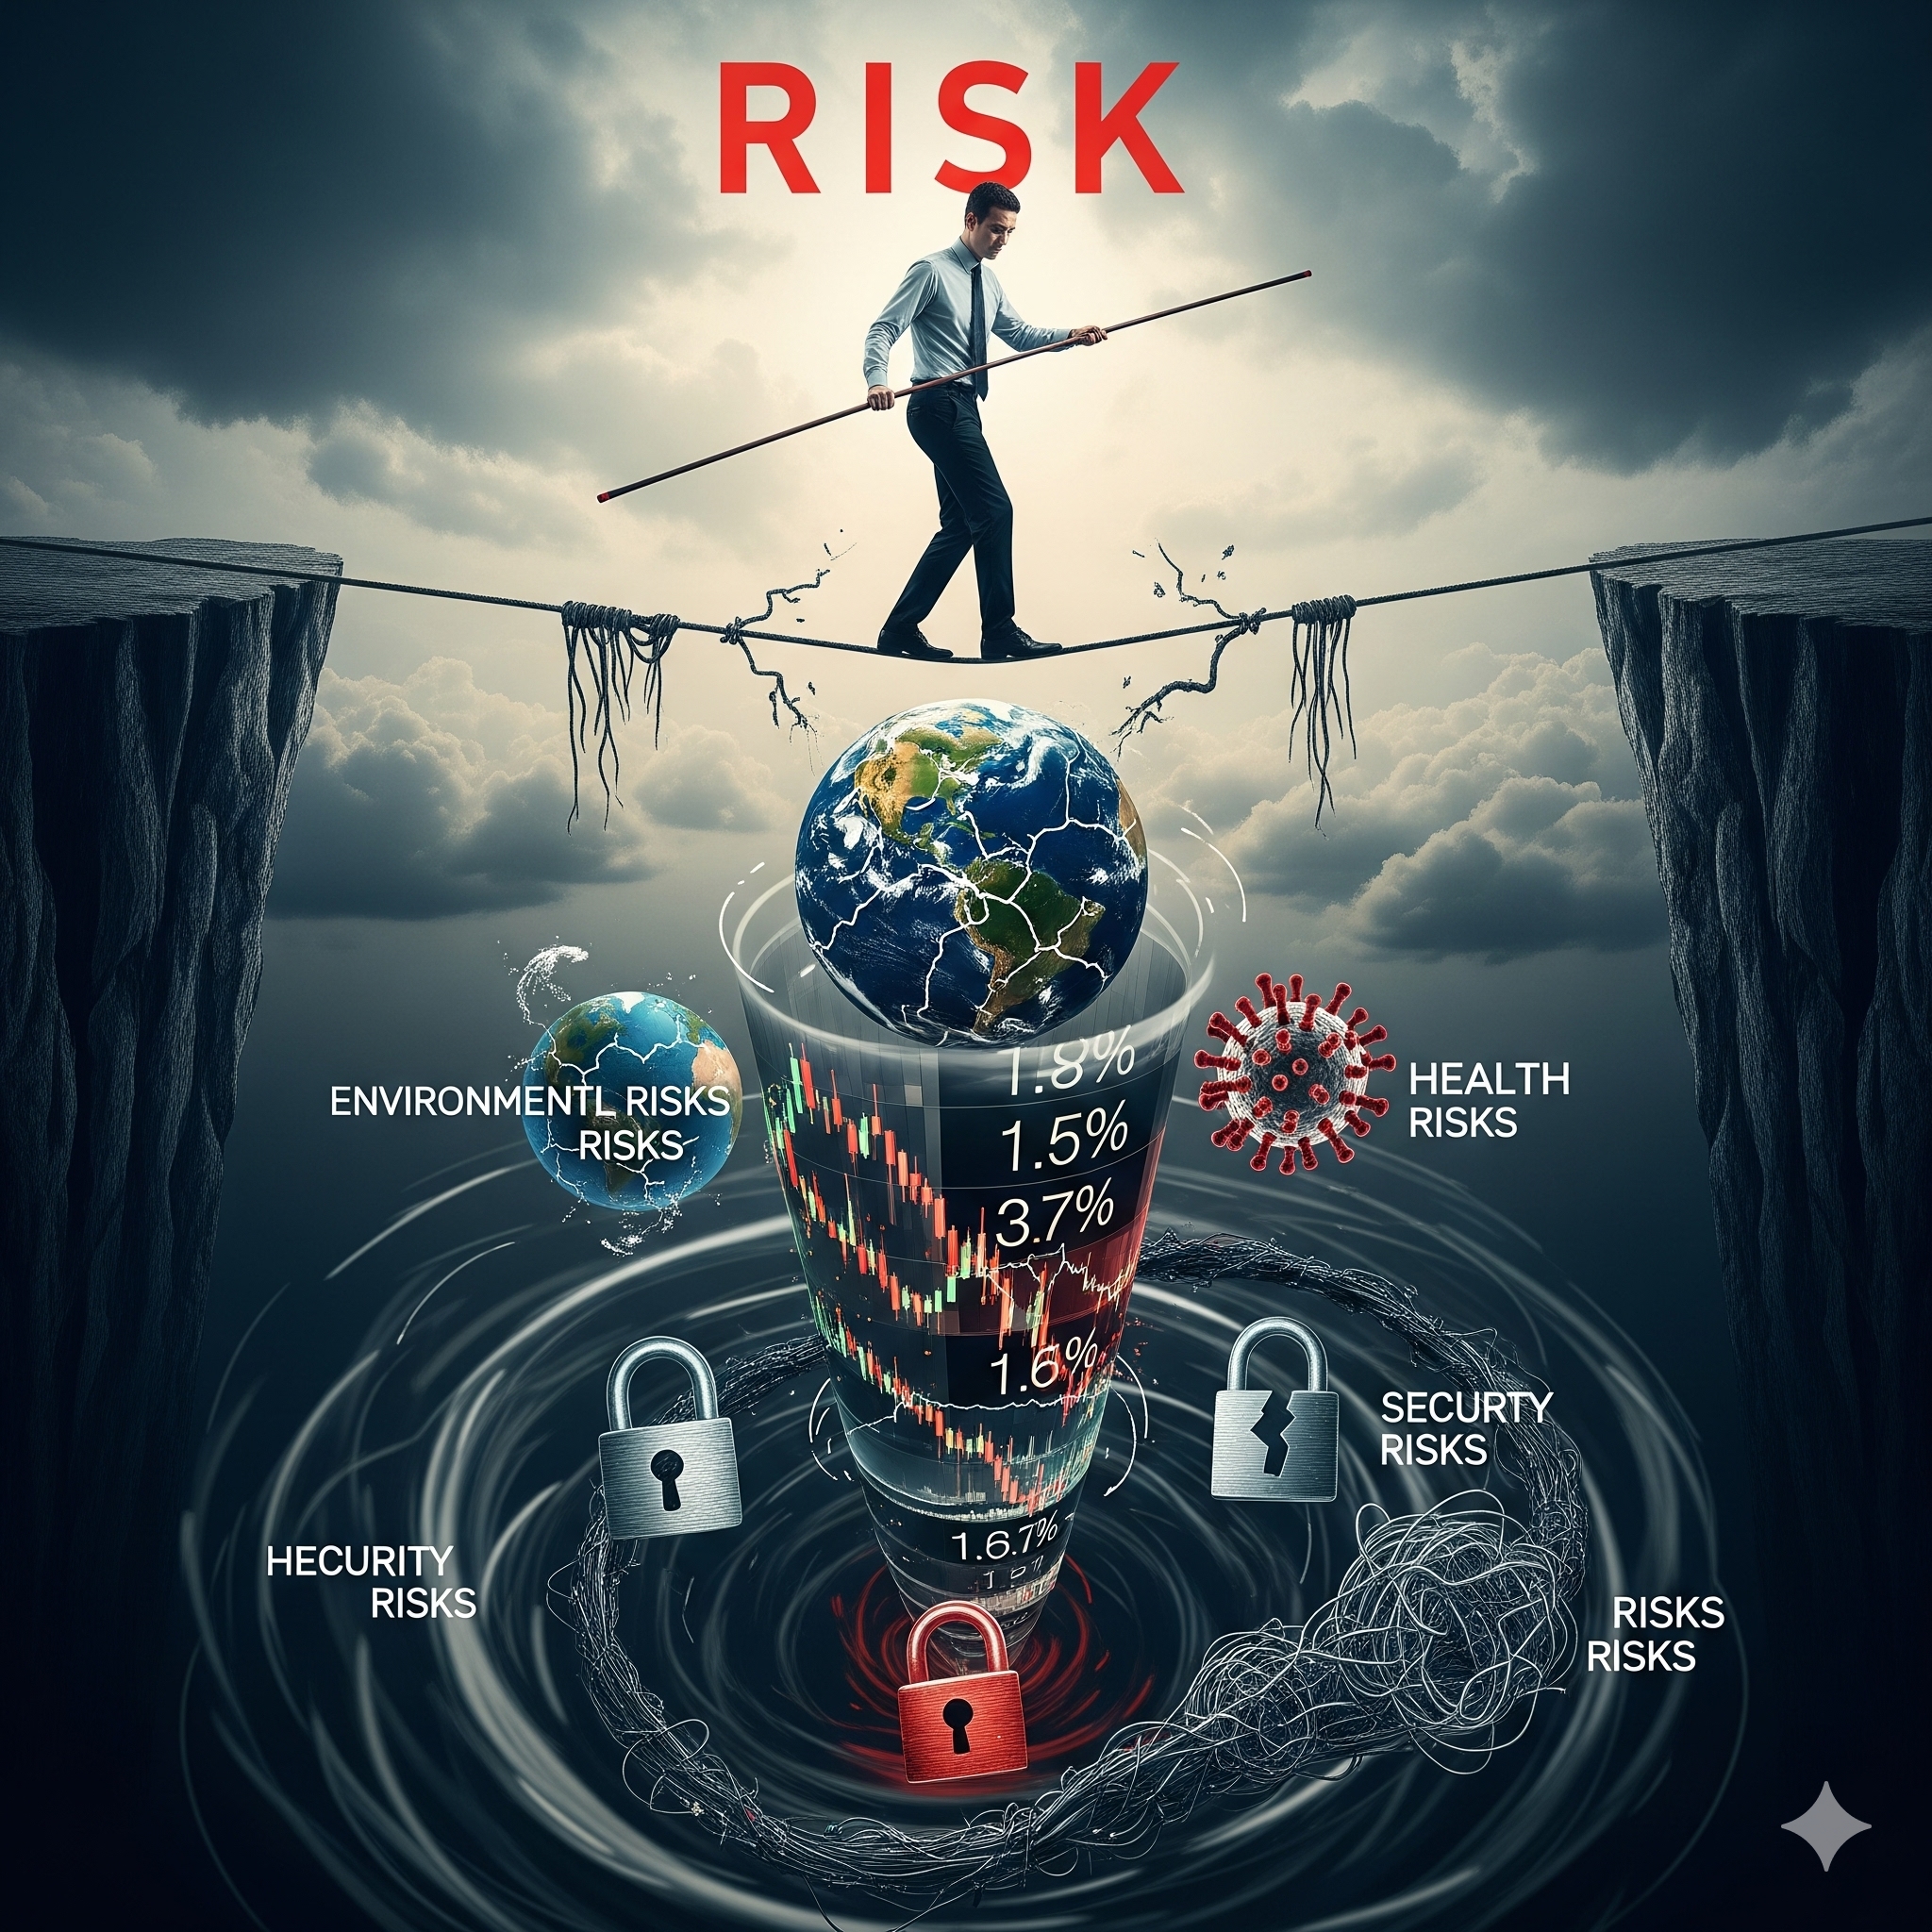 RISK
ENVIRONMENTL RISKS
RISKS
HEALTH
RISKS
1.8%
1.5%
3.7%
1.6%
SECURTY
RISKS
1.6.7%
HECURITY
RISKS
RISKS
RISKS